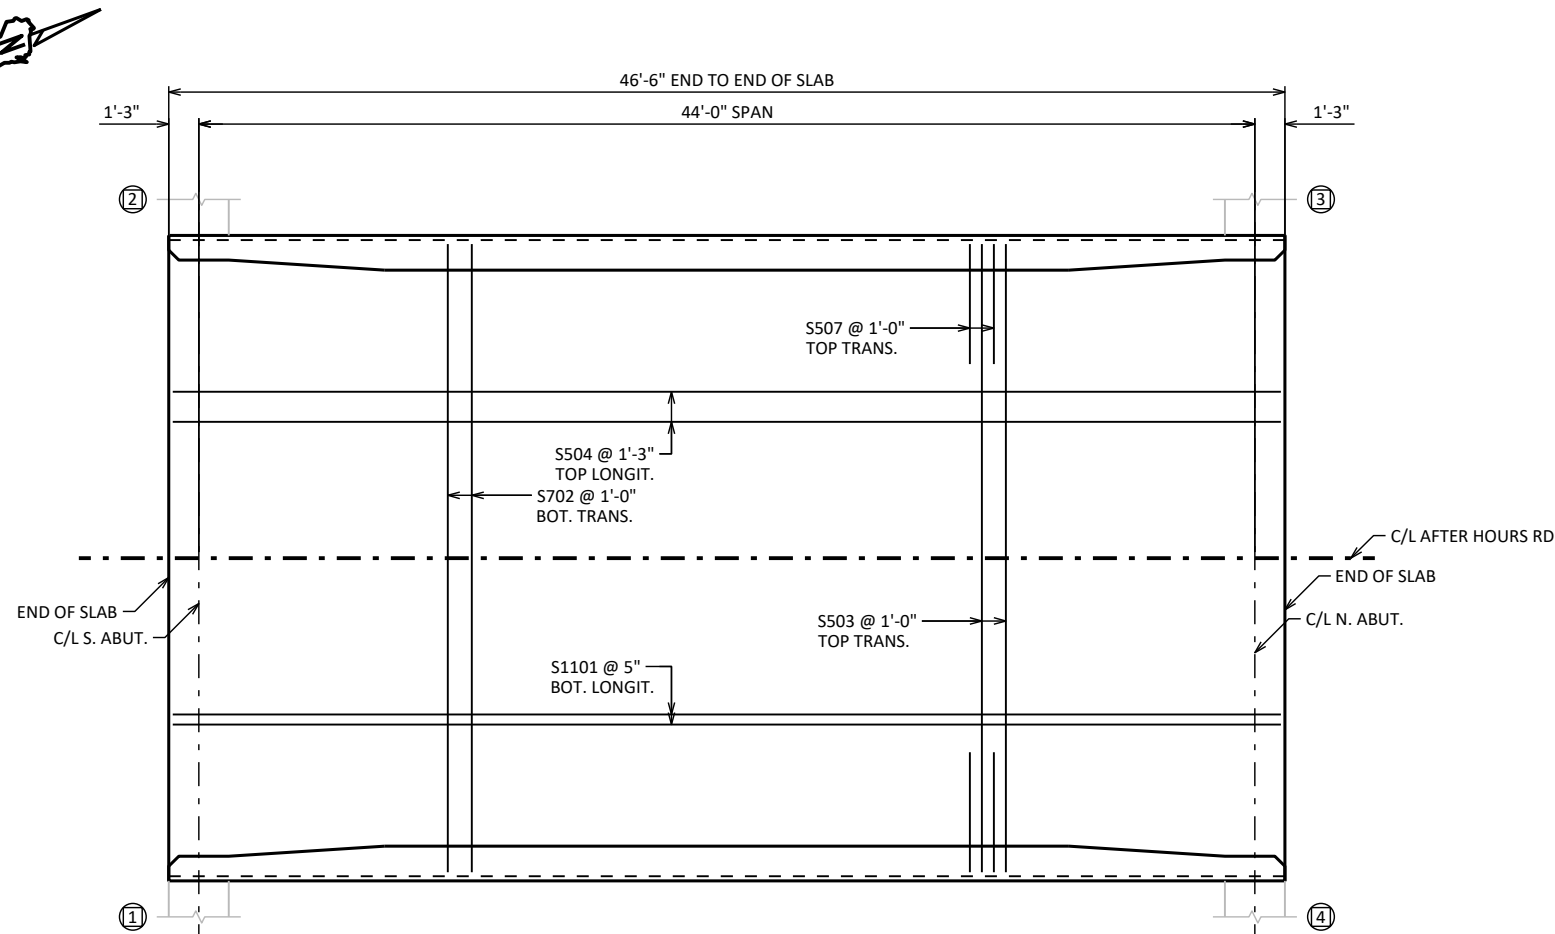 N
46'-6" END TO END OF SLAB
1'-3"
44'-0" SPAN
1'-3"
2
3
S507 @ 1'-0"
TOP TRANS.
S504 @ 1'-3"
TOP LONGIT.
S702 @ 1'-0"
BOT. TRANS.
C/L AFTER HOURS RD
END OF SLAB
END OF SLAB
C/L S. ABUT.
S503 @ 1'-0"
TOP TRANS.
C/L N. ABUT.
S1101 @ 5"
BOT. LONGIT.
1
4